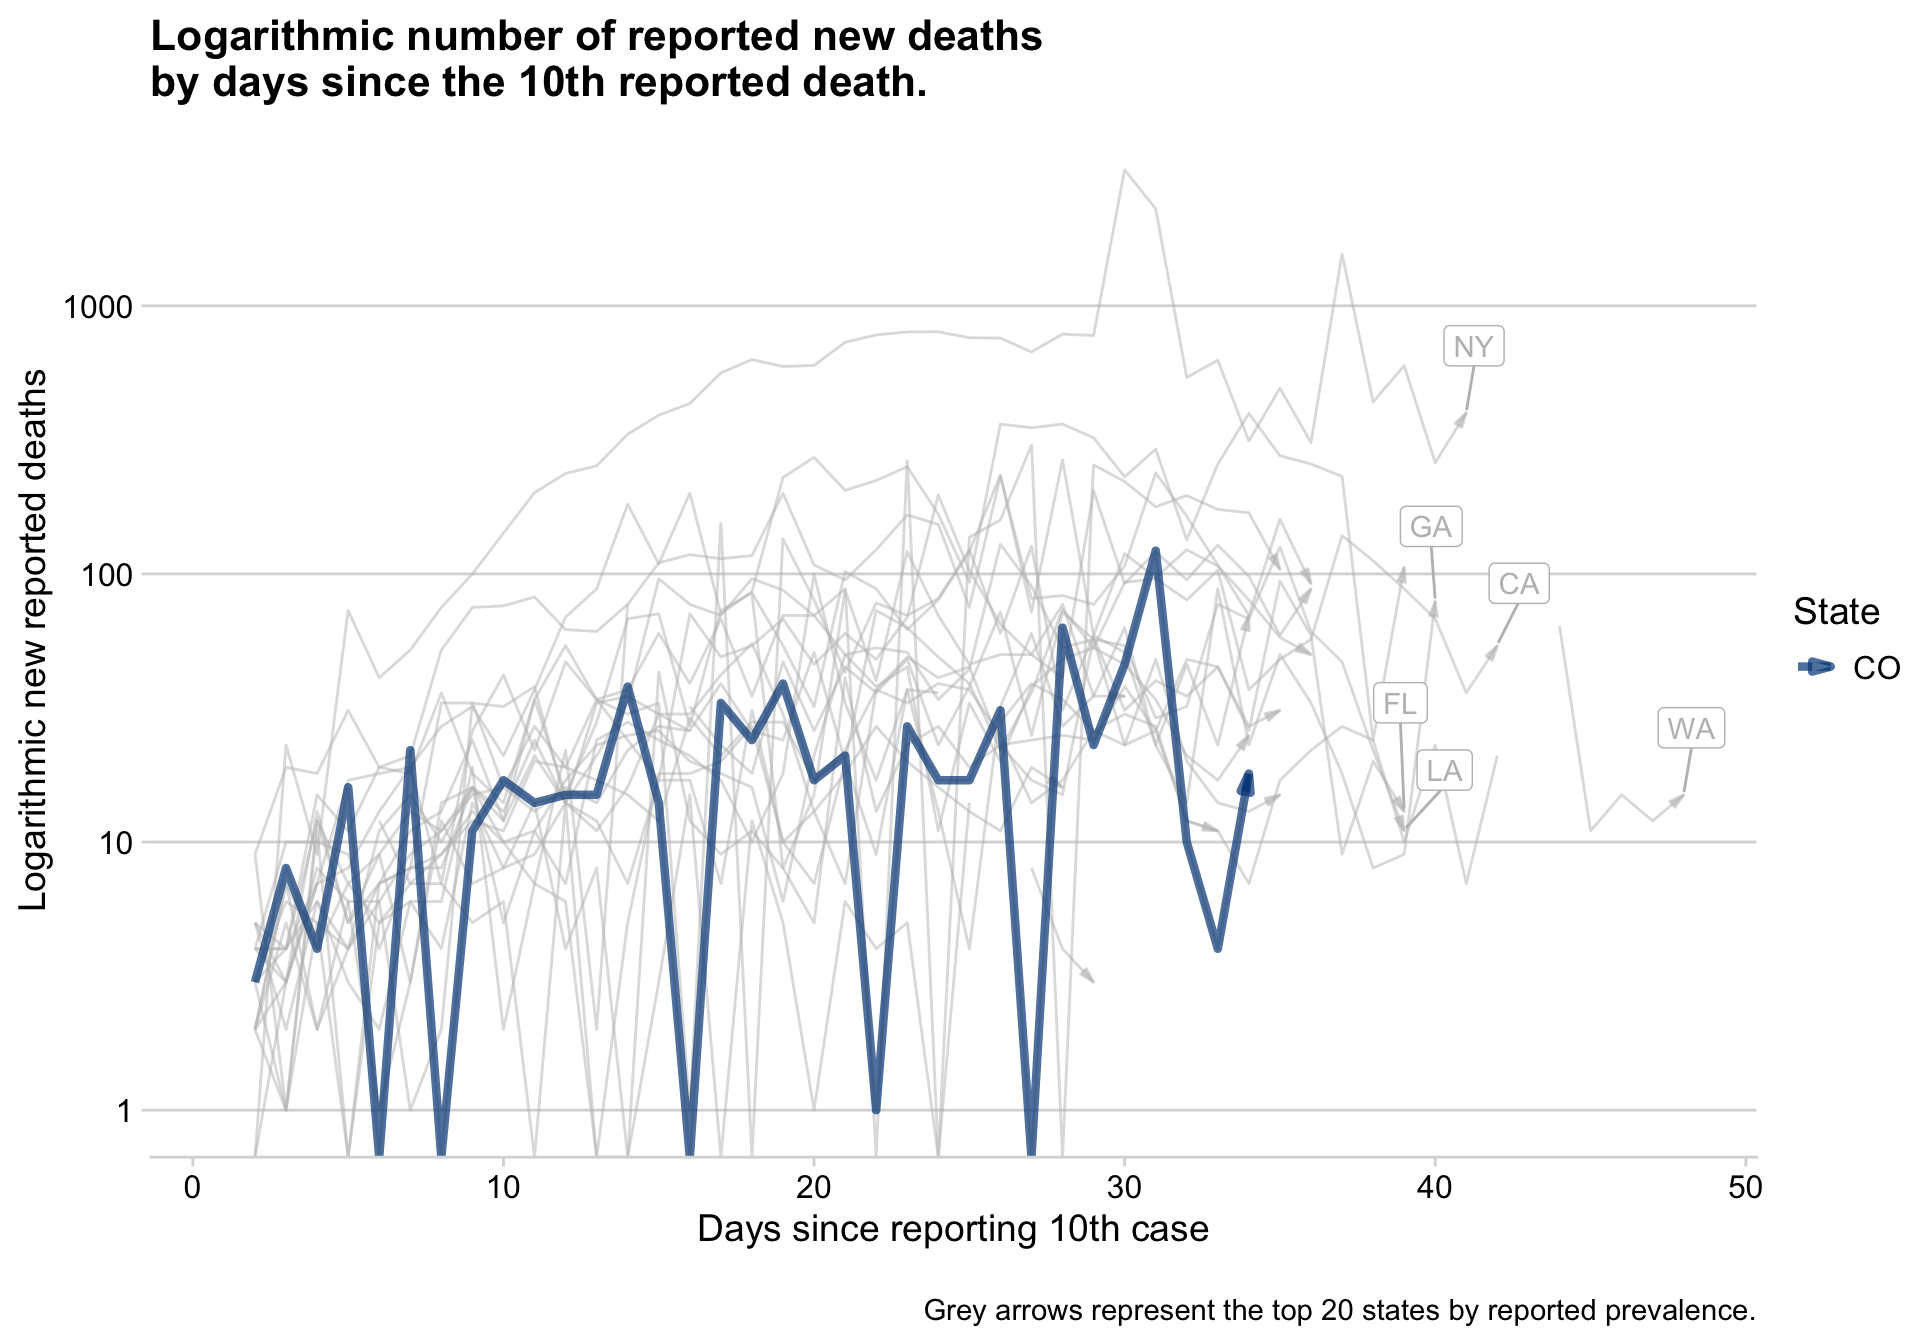 Logarithmic number of reported new deaths
by days since the 10th reported death.
Logarithmic new reported deaths
1000
100
10
1
NY
GA
CA
FL
LA
WA
State
CO
0
10
20
30
40
50
Days since reporting 10th case
Grey arrows represent the top 20 states by reported prevalence.